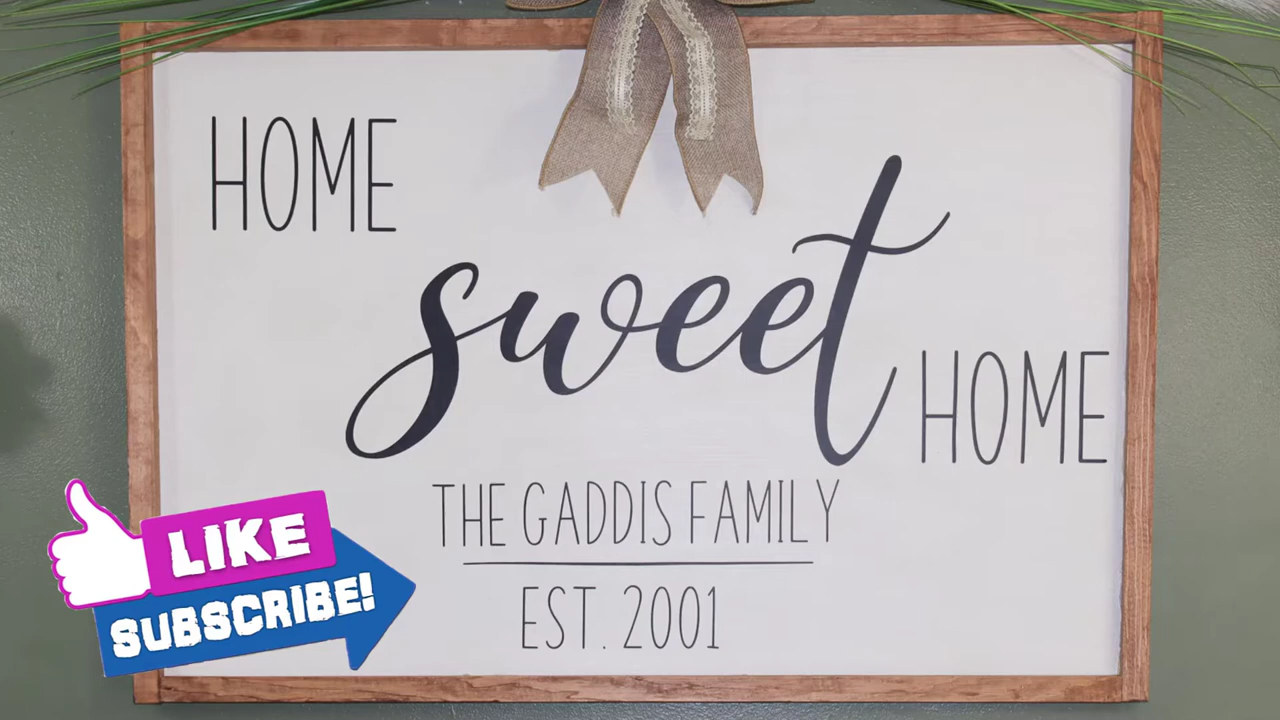 HOME
sweet
HOME
THE GADDIS FAMILY
EST. 2001
LIKE
SUBSCRIBE!